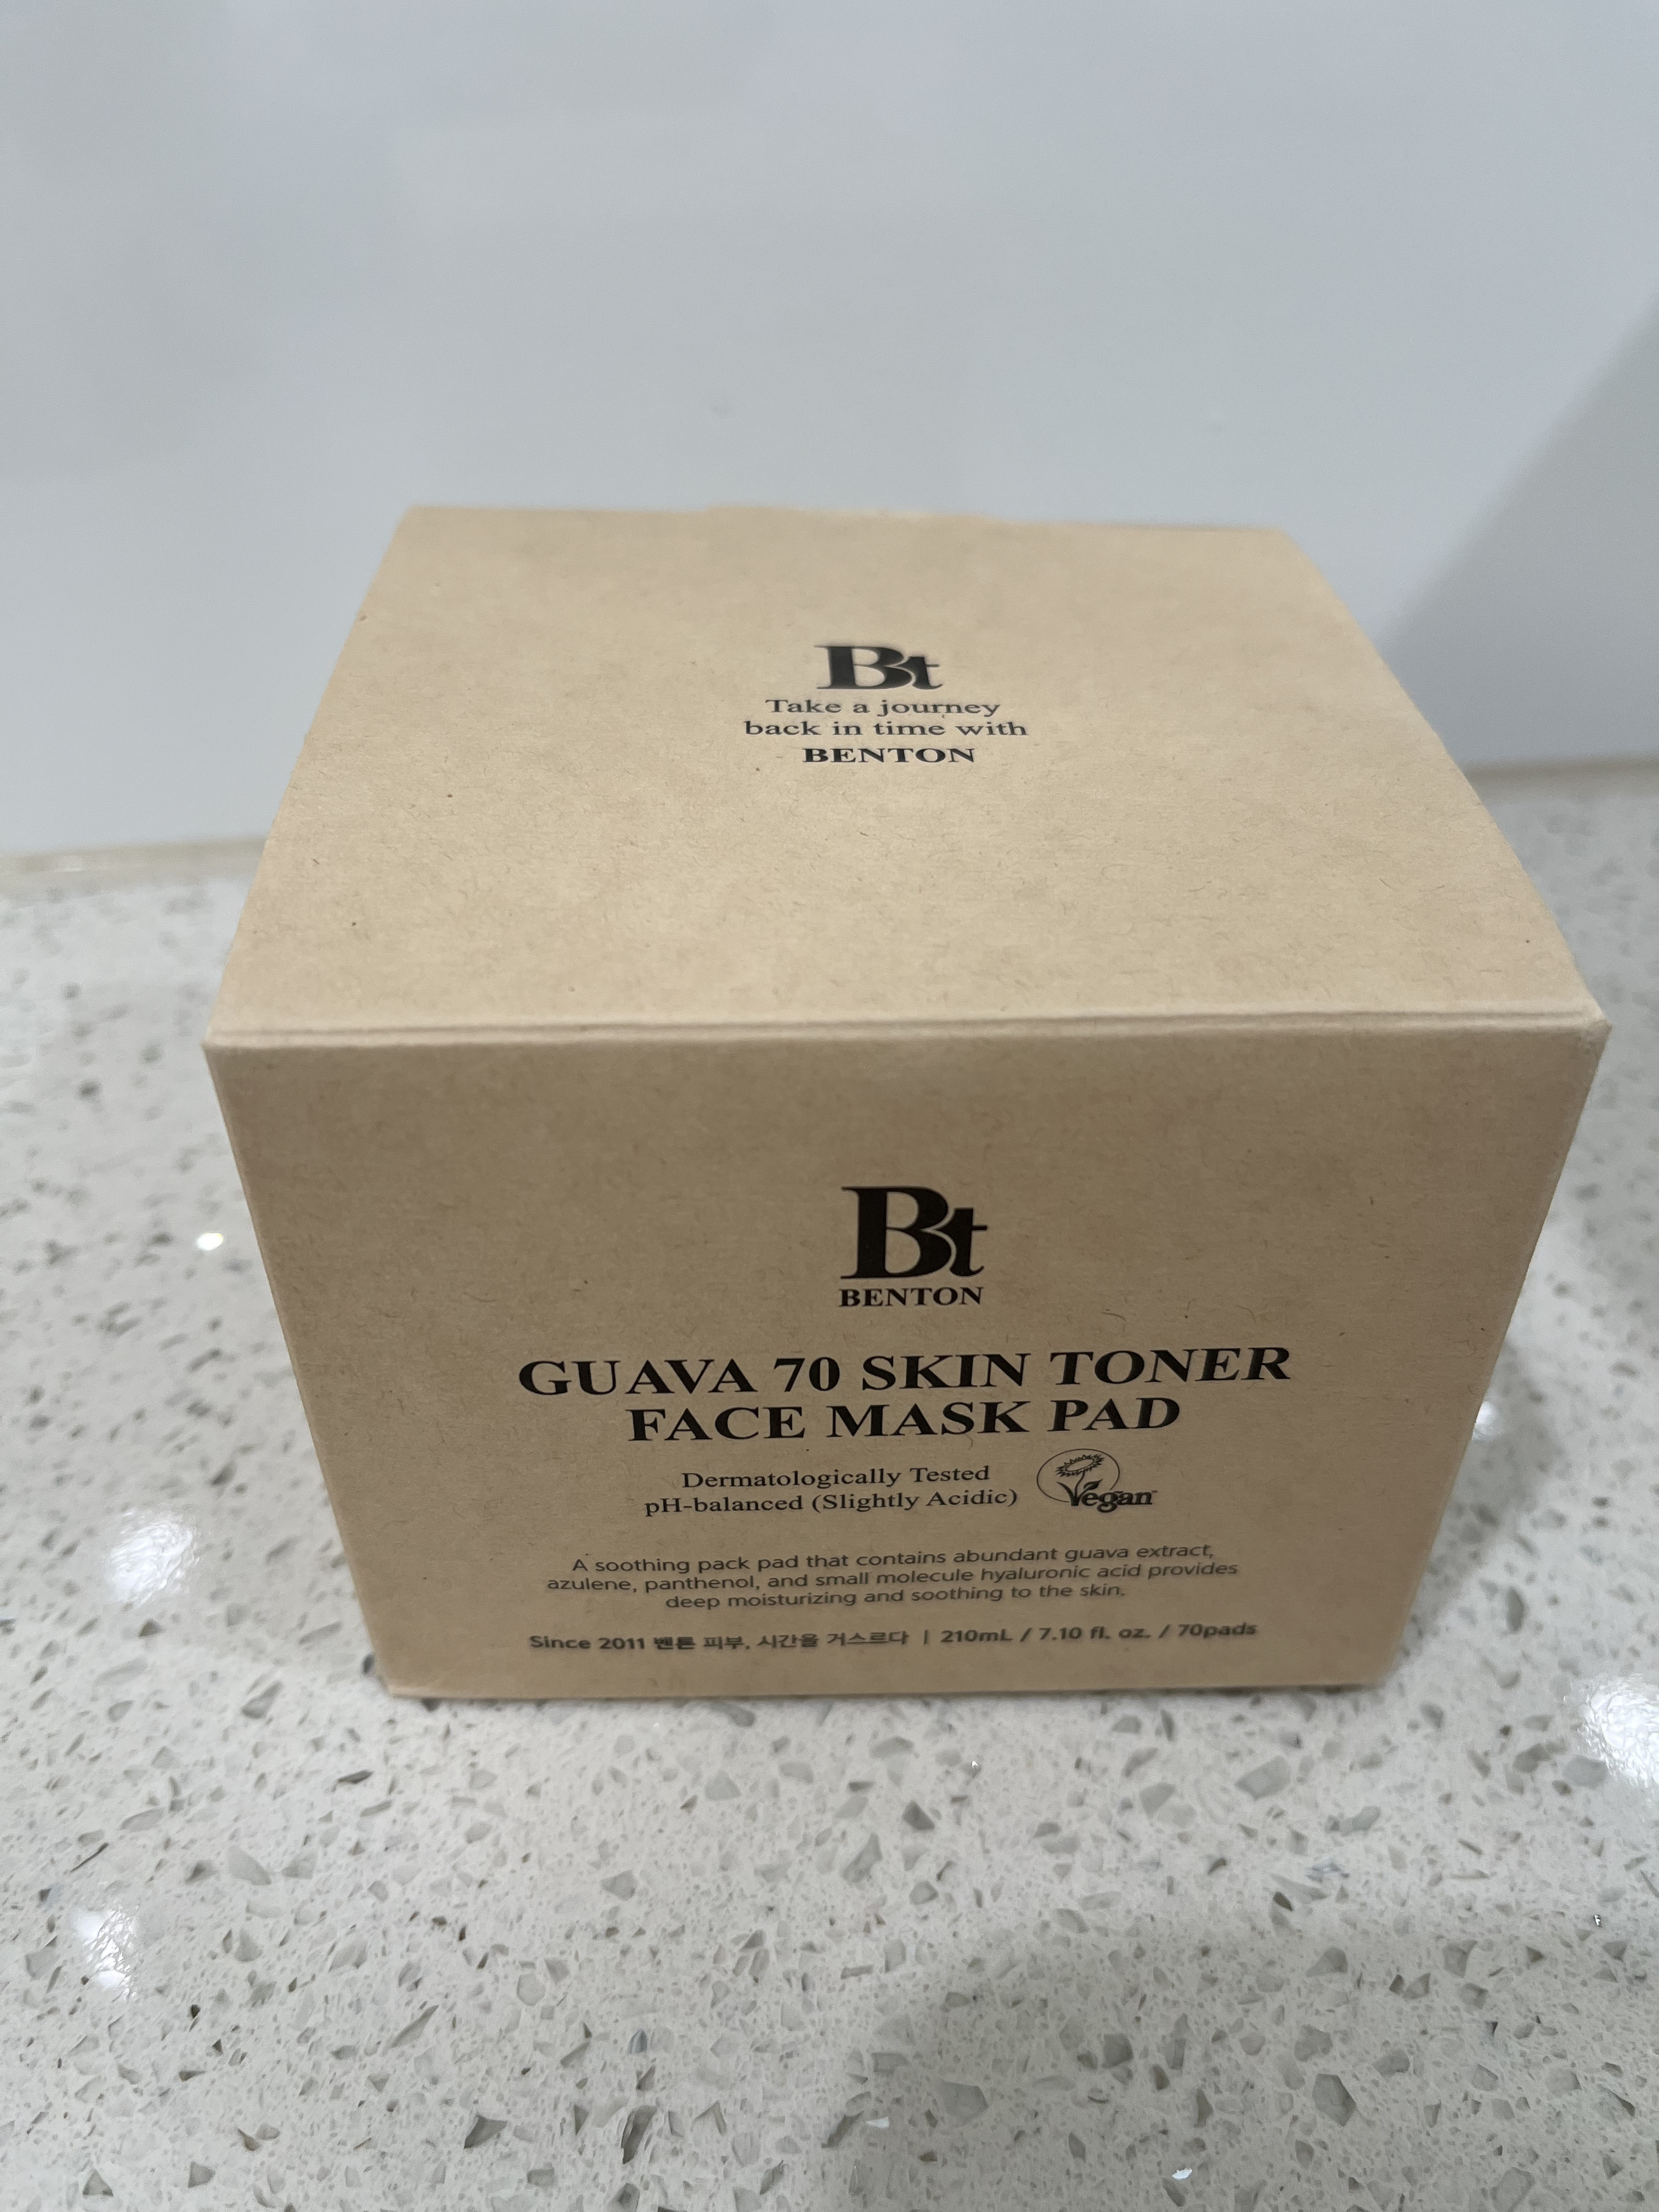 Bt
Take a journey
back in time with
BENTON
Bt
BENTON
GUAVA 70 SKIN TONER
FACE MASK PAD
Dermatologically Tested
pH-balanced (Slightly Acidic)
Vegan
A soothing pack pad that contains abundant guava extract,
azulene, panthenol, and small molecule hyaluronic acid provides
deep moisturizing and soothing to the skin.
Since 2011 벤튼 피부, 시간을 거스르다 | 210mL / 7.10 fl. oz. / 70pads